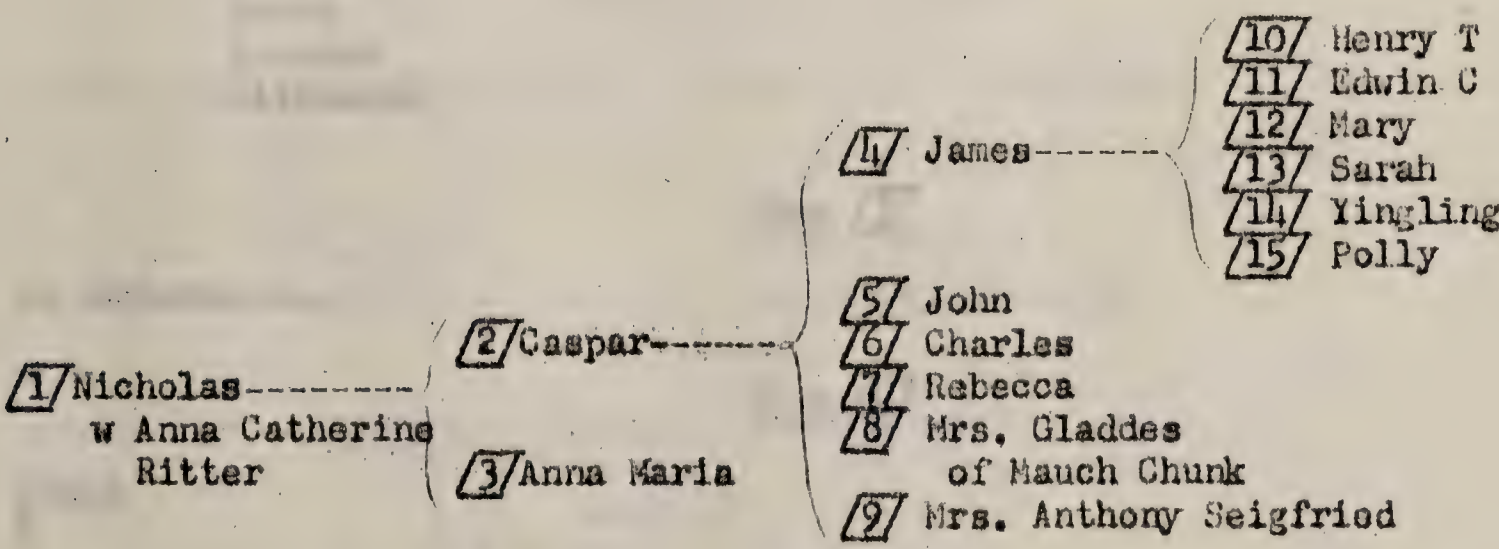 /1/Nicholas--------
w Anna Catherine
Ritter
/2/Caspar--------
/3/Anna Maria
/4/ James-------
/5/ John
/6/ Charles
/7/ Rebecca
/8/ Mrs. Gladdes
of Mauch Chunk
/9/ Mrs. Anthony Seigfried
/10/ Henry T
/11/ Edwin C
/12/ Mary
/13/ Sarah
/14/ Yingling
/15/ Polly